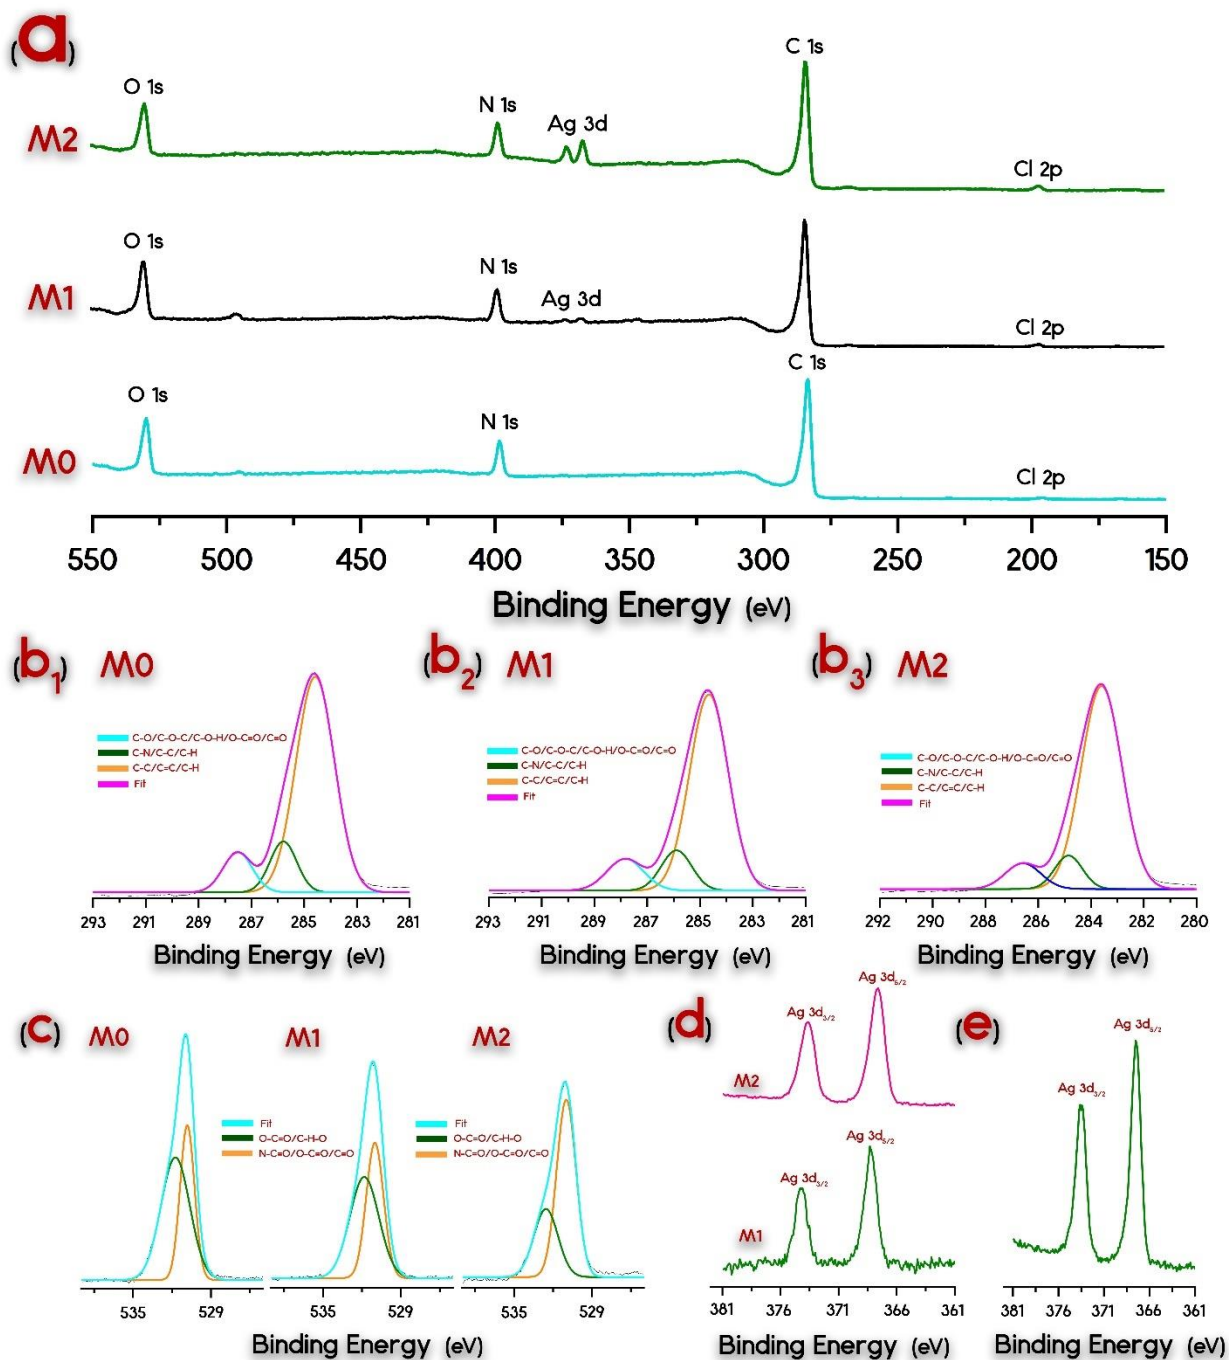 (a)
M2
O 1s
N 1s
Ag 3d
C 1s
Cl 2p
M1
O 1s
N 1s
Ag 3d
Cl 2p
C 1s
M0
O 1s
N 1s
Cl 2p
550 500 450 400 350 300 250 200 150
Binding Energy (eV)
(b1) M0
C-O/C-O-C/C-O-H/O-C=O/C=O
C-N/C-C/C-H
C-C/C=C/C-H
Fit
293 291 289 287 285 283 281
Binding Energy (eV)
(b2) M1
C-O/C-O-C/C-O-H/O-C=O/C=O
C-N/C-C/C-H
C-C/C=C/C-H
Fit
293 291 289 287 285 283 281
Binding Energy (eV)
(b3) M2
C-O/C-O-C/C-O-H/O-C=O/C=O
C-N/C-C/C-H
C-C/C=C/C-H
Fit
292 290 288 286 284 282 280
Binding Energy (eV)
(c) M0
M1
M2
Fit
O-C=O/C-H-O
N-C=O/O-C=O/C=O
Fit
O-C=O/C-H-O
N-C=O/O-C=O/C=O
535 529
535 529
535 529
Binding Energy (eV)
(d)
Ag 3d5/2
Ag 3d3/2
M2
Ag 3d5/2
Ag 3d3/2
M1
381 376 371 366 361
Binding Energy (eV)
(e)
Ag 3d5/2
Ag 3d3/2
381 376 371 366 361
Binding Energy (eV)